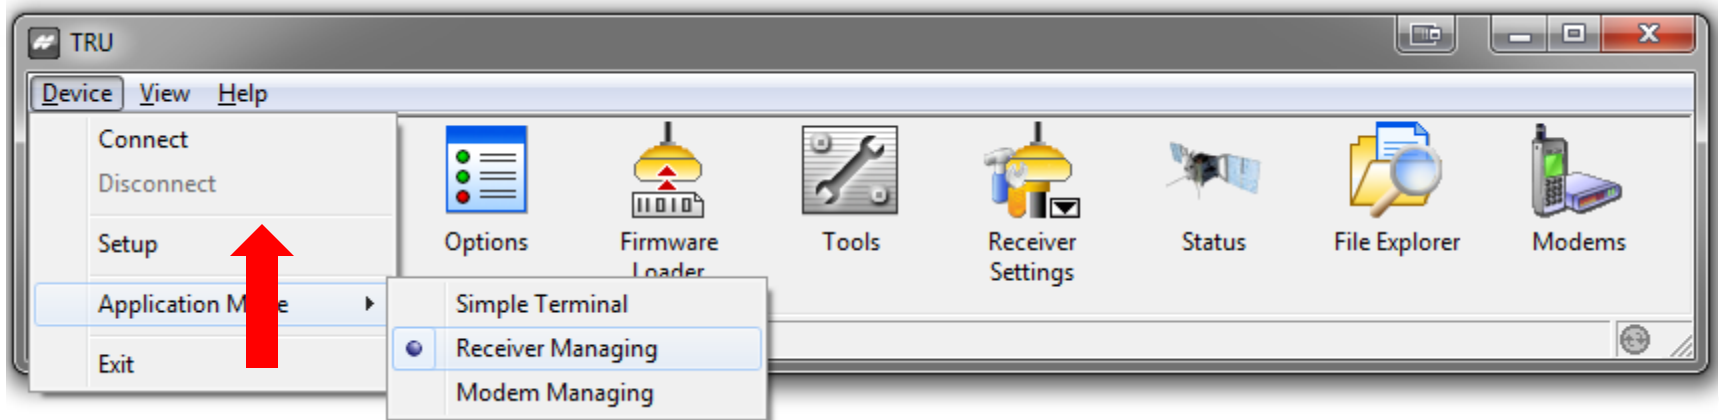 TRU
Device View Help
Connect
Disconnect
Setup
Application
Exit
Options
Firmware
Loader
Tools
Receiver
Settings
Status
File Explorer
Modems
Simple Terminal
Receiver Managing
Modem Managing